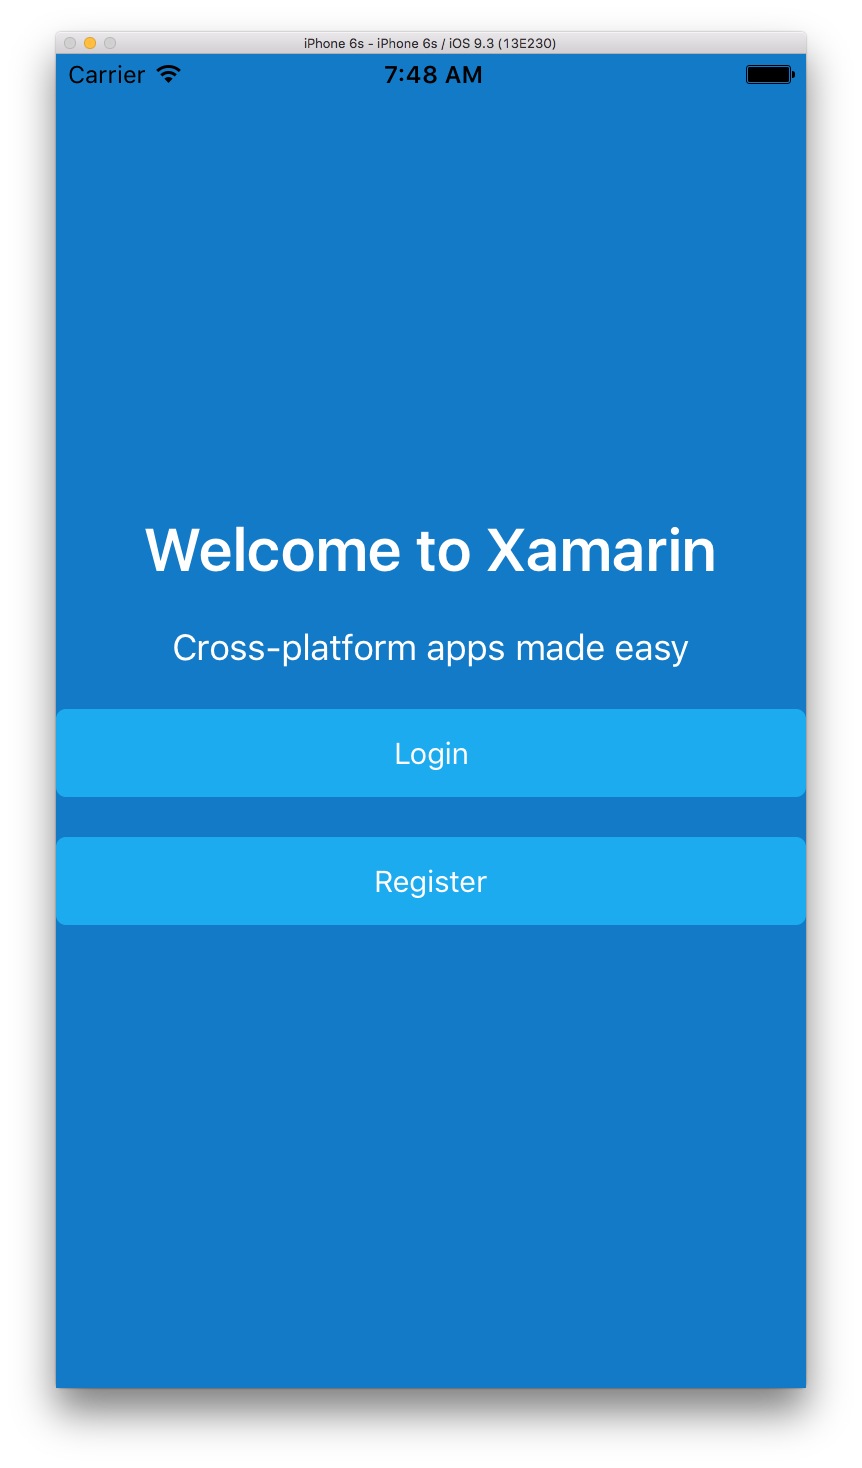 iPhone 6s - iPhone 6s / iOS 9.3 (13E230)
Carrier 7:48 AM
Welcome to Xamarin
Cross-platform apps made easy
Login
Register